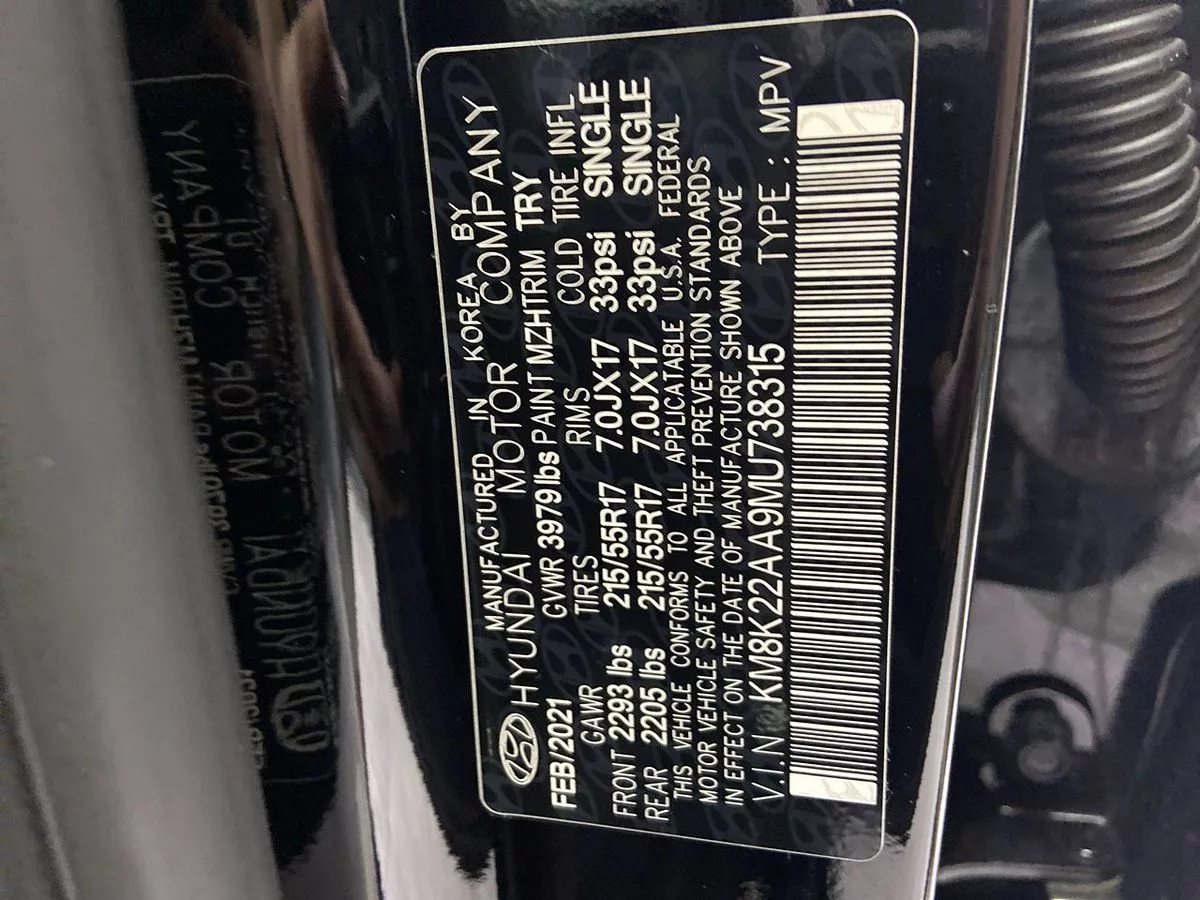 MANUFACTURED IN KOREA BY
HYUNDAI MOTOR COMPANY
FEB/2021 GVWR 3979 lbs PAINT MZH TRIM TRY
GAWR TIRES RIMS COLD TIRE INFL
FRONT 2293 lbs 215/55R17 7.0JX17 33psi SINGLE
REAR 2205 lbs 215/55R17 7.0JX17 33psi SINGLE
THIS VEHICLE CONFORMS TO ALL APPLICATABLE U.S.A. FEDERAL
MOTOR VEHICLE SAFETY AND THEFT PREVENTION STANDARDS
IN EFFECT ON THE DATE OF MANUFACTURE SHOWN ABOVE
V.I.N KM8K22AA9MU738315 TYPE : MPV